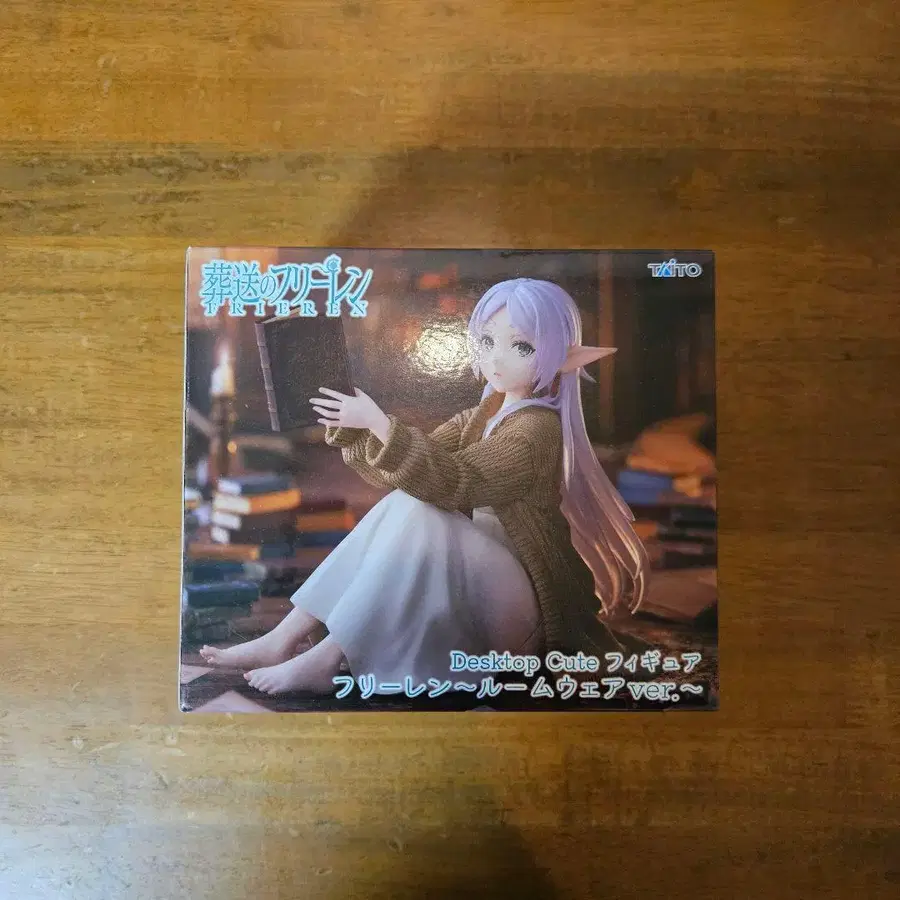 葬送のフリーレン
FRIEREN
TAITO
Desktop Cute フィギュア
フリーレン～ルームウェアver.～